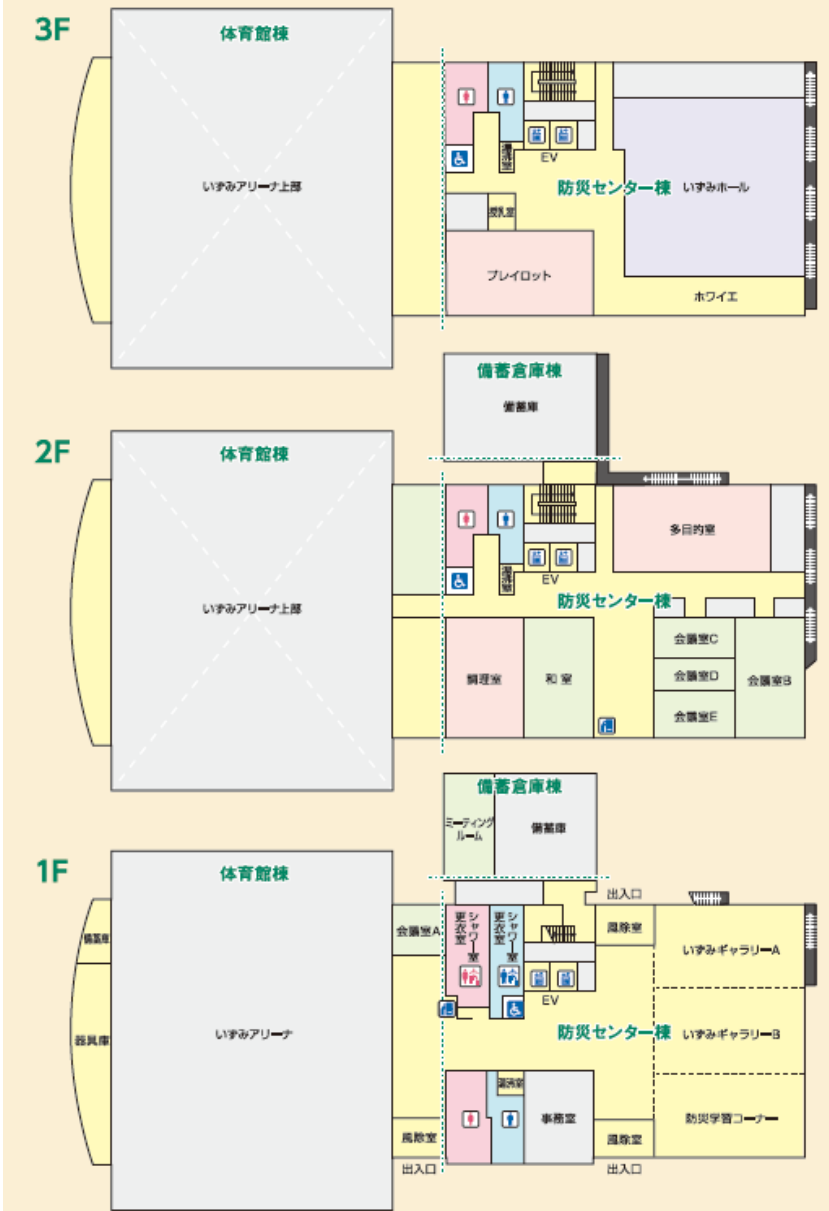 3F
体育館棟
いずみアリーナ上部
EV
湯沸室
防災センター棟
いずみホール
授乳室
プレイロット
ホワイエ
備蓄倉庫棟
備蓄庫
2F
体育館棟
いずみアリーナ上部
多目的室
湯沸室
EV
防災センター棟
調理室
和室
会議室C
会議室D
会議室E
会議室B
備蓄倉庫棟
ミーティング
ルーム
備蓄庫
1F
体育館棟
出入口
備蓄庫
会議室A
シャワー室
更衣室
シャワー室
更衣室
風除室
いずみギャラリーA
EV
器具庫
いずみアリーナ
防災センター棟
いずみギャラリーB
湯沸室
事務室
防災学習コーナー
風除室
風除室
出入口
出入口